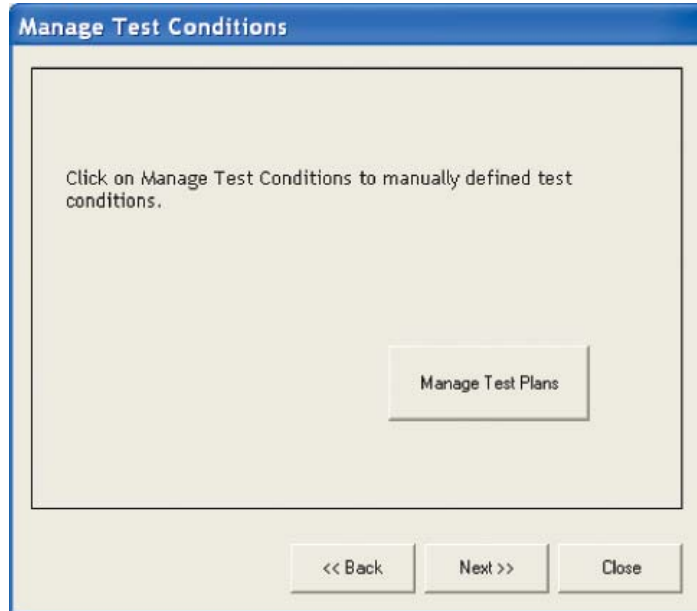 Manage Test Conditions
Click on Manage Test Conditions to manually defined test
conditions.
Manage Test Plans
<< Back
Next >>
Close